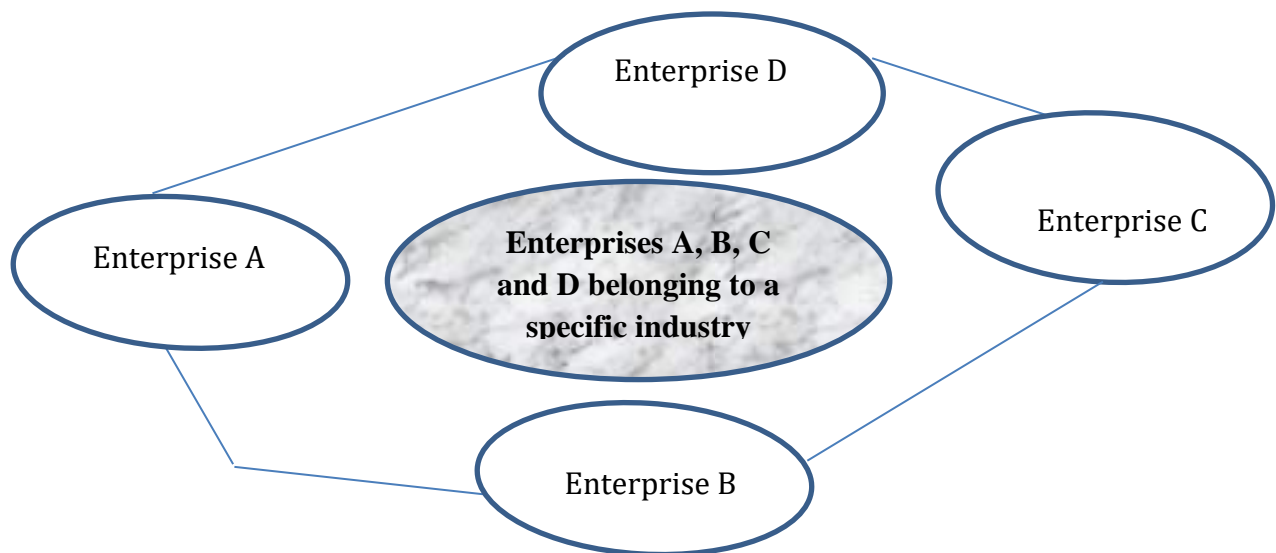 Enterprise D
Enterprise C
Enterprise A
Enterprises A, B, C
and D belonging to a
specific industry
Enterprise B